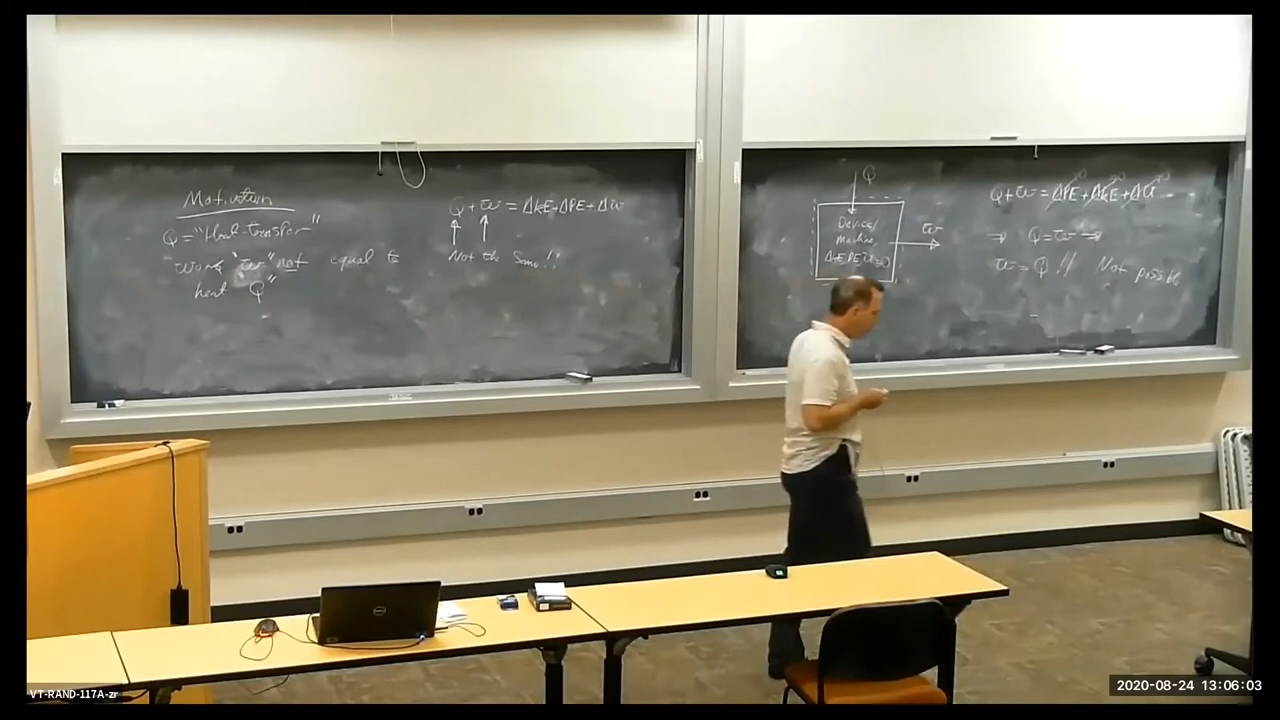 Motivation
Q = "Heat-transfer"
Work "W" not equal to
heat Q"
Q + W = ΔKE + ΔPE + ΔU
Not the Same!!
Q
Device/
Machine
W
Q + W = ΔPE + ΔKE + ΔU
⇒ Q = W ⇒
W = Q !! Not possible
DELL
VT-RAND-117A-zr
2020-08-24 13:06:03